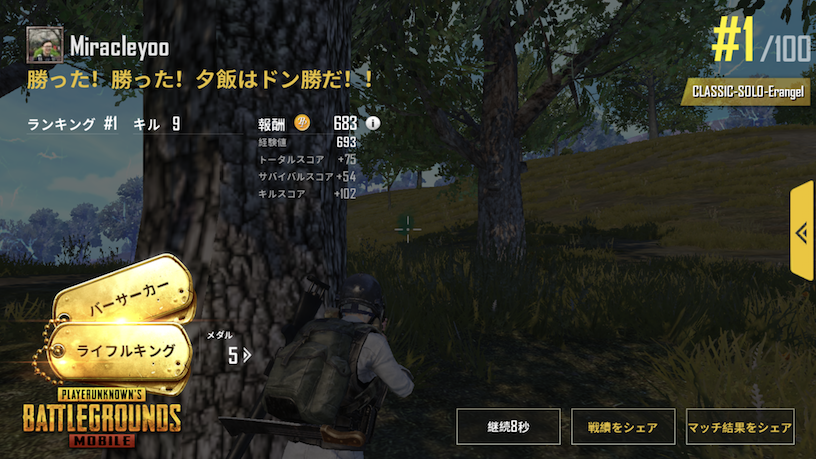 Miracleyoo
#1/100
勝った！勝った！夕飯はドン勝だ！！
CLASSIC-SOLO-Erangel
ランキング #1 キル 9
報酬 683
経験値 693
トータルスコア +75
サバイバルスコア +54
キルスコア +102
バーサーカー
ライフルキング
メダル
5
PLAYERUNKNOWN'S
BATTLEGROUNDS
MOBILE
継続8秒
戦績をシェア
マッチ結果をシェア